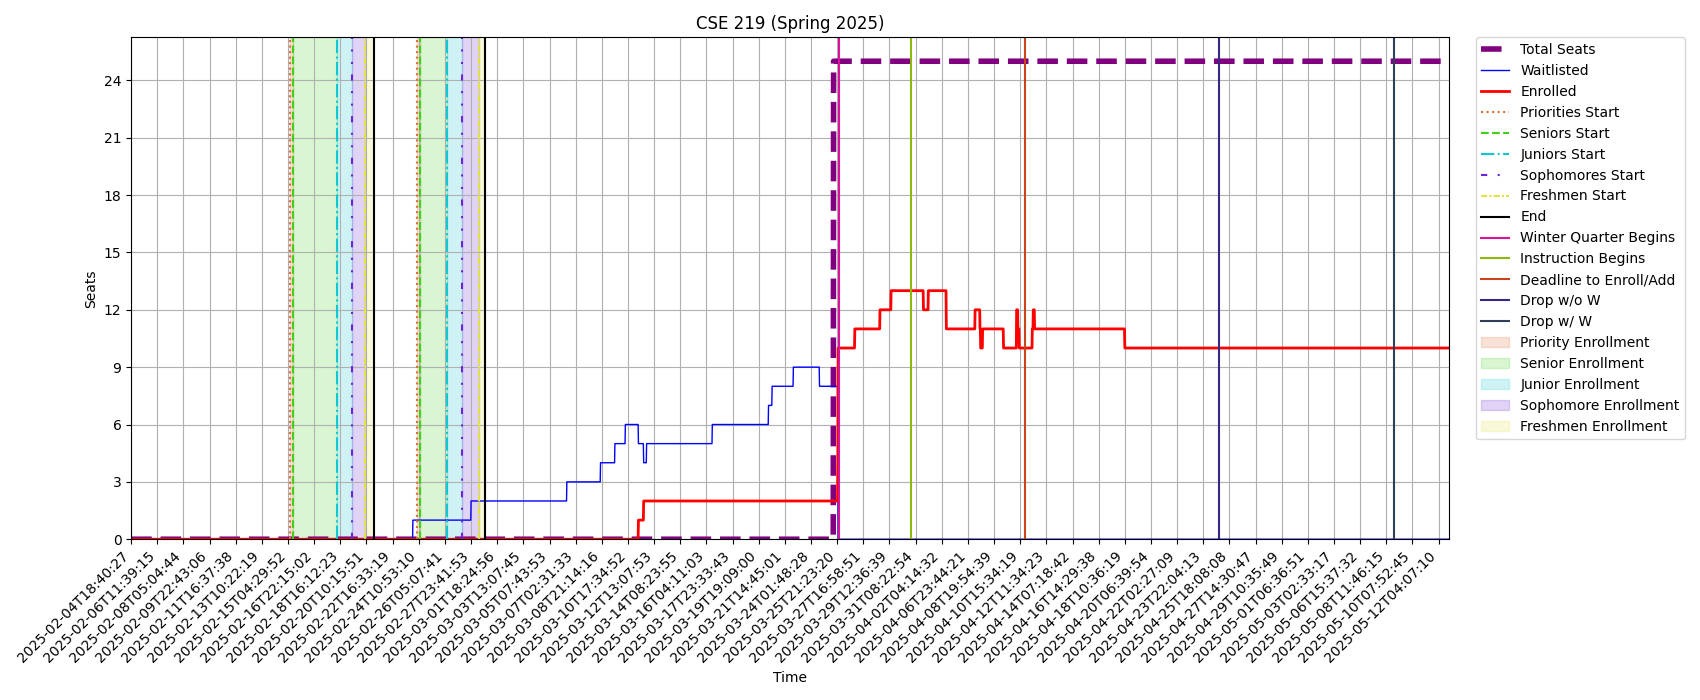 CSE 219 (Spring 2025)
Seats
24
21
18
15
12
9
6
3
0
2025-02-04T18:40:27
2025-02-06T11:39:15
2025-02-08T05:04:44
2025-02-09T22:43:06
2025-02-11T16:37:38
2025-02-13T10:22:19
2025-02-15T04:29:52
2025-02-16T22:15:02
2025-02-18T16:12:23
2025-02-20T10:15:51
2025-02-22T16:33:19
2025-02-24T10:53:10
2025-02-26T05:07:41
2025-02-27T23:41:53
2025-03-01T18:24:56
2025-03-03T13:07:45
2025-03-05T07:43:53
2025-03-07T02:31:33
2025-03-08T21:14:16
2025-03-10T17:34:52
2025-03-12T13:07:53
2025-03-14T08:23:55
2025-03-16T04:11:03
2025-03-17T23:33:43
2025-03-19T19:09:00
2025-03-21T14:45:01
2025-03-24T01:48:28
2025-03-25T21:23:20
2025-03-27T16:58:51
2025-03-29T12:36:39
2025-03-31T08:22:54
2025-04-02T04:14:32
2025-04-06T23:44:21
2025-04-08T19:54:39
2025-04-10T15:34:19
2025-04-12T11:34:23
2025-04-14T07:18:42
2025-04-16T14:29:38
2025-04-18T10:36:19
2025-04-20T06:39:54
2025-04-22T02:27:09
2025-04-23T22:04:13
2025-04-25T18:08:08
2025-04-27T14:30:47
2025-04-29T10:35:49
2025-05-01T06:36:51
2025-05-03T02:33:17
2025-05-06T15:37:32
2025-05-08T11:46:15
2025-05-10T07:52:45
2025-05-12T04:07:10
Time
Total Seats
Waitlisted
Enrolled
Priorities Start
Seniors Start
Juniors Start
Sophomores Start
Freshmen Start
End
Winter Quarter Begins
Instruction Begins
Deadline to Enroll/Add
Drop w/o W
Drop w/ W
Priority Enrollment
Senior Enrollment
Junior Enrollment
Sophomore Enrollment
Freshmen Enrollment